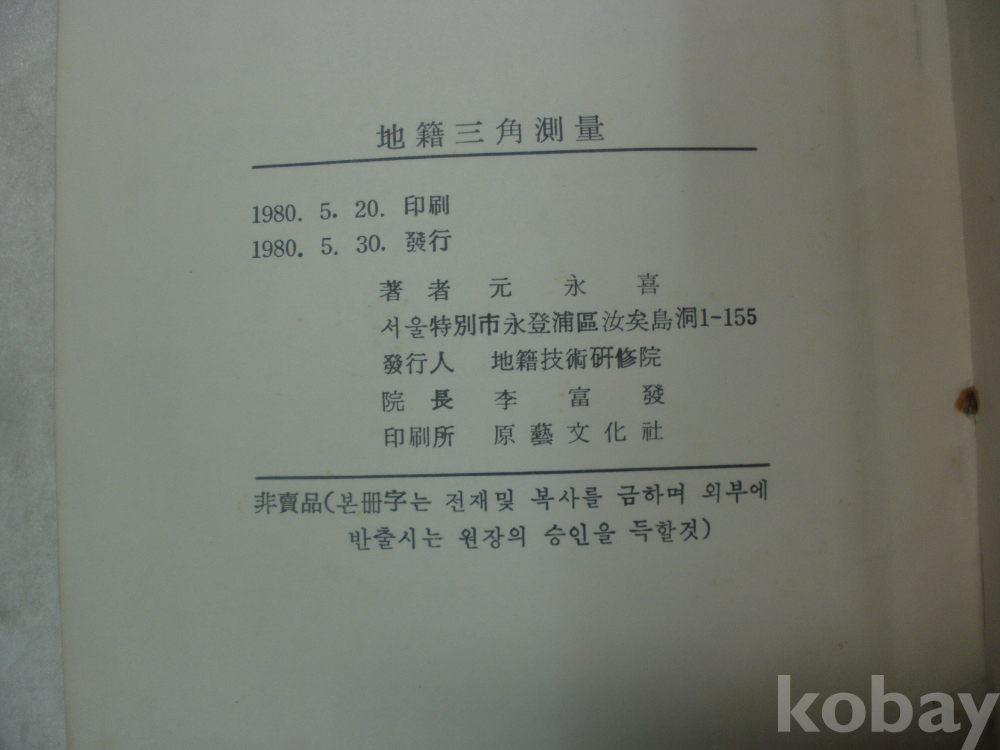 地籍三角測量
1980. 5. 20. 印刷
1980. 5. 30. 發行
著者 元永喜
서울特別市永登浦區汝矣島洞1-155
發行人 地籍技術硏修院
院長 李富發
印刷所 原藝文化社
非賣品(본冊字는 전재및 복사를 금하며 외부에
반출시는 원장의 승인을 득할것)
kobay